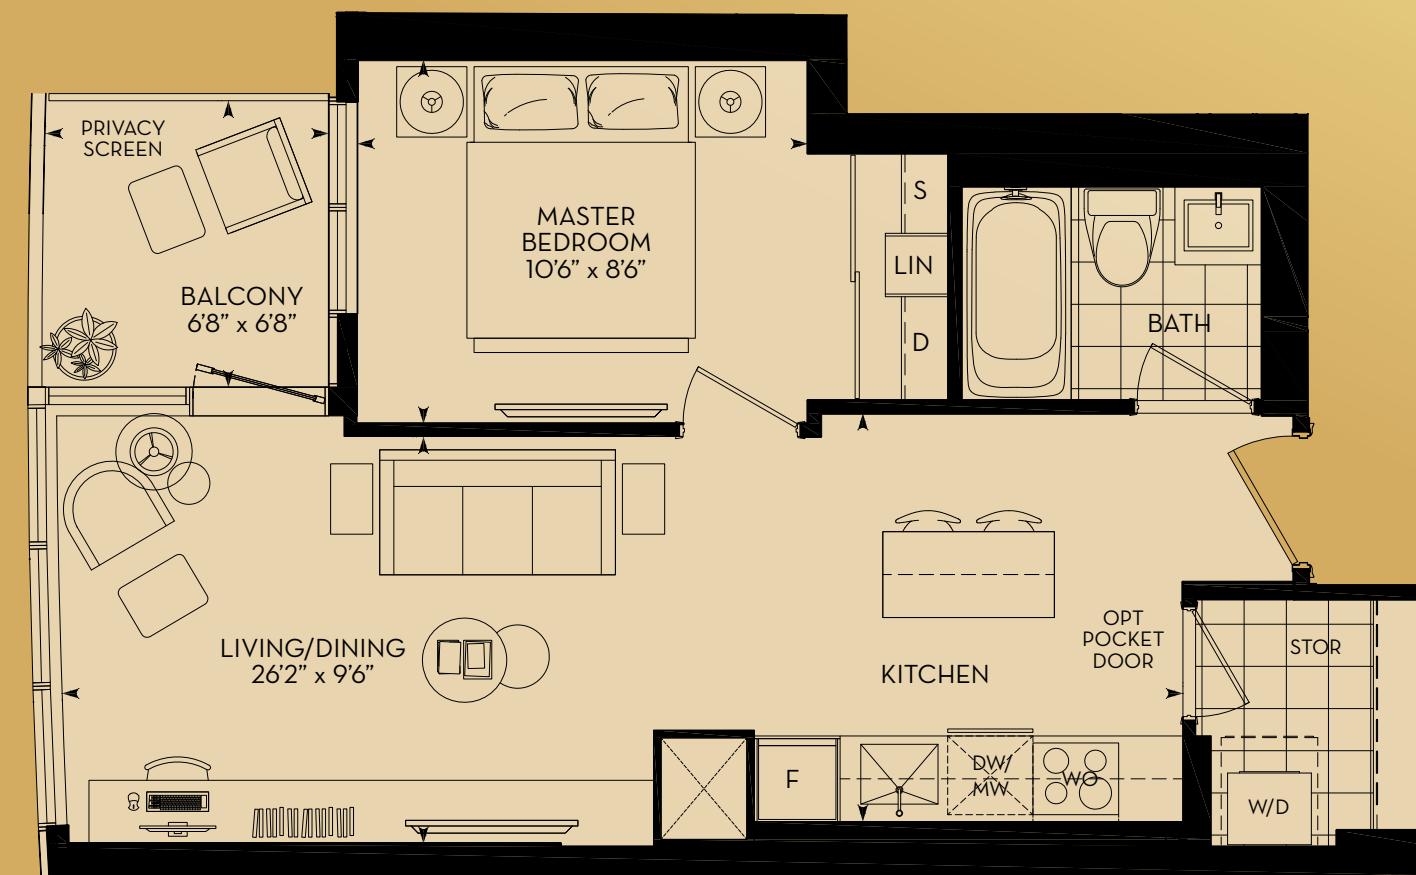 PRIVACY
SCREEN
BALCONY
6'8” x 6'8”
MASTER
BEDROOM
10'6” x 8'6”
S
LIN
D
BATH
LIVING/DINING
26'2” x 9'6”
KITCHEN
OPT
POCKET
DOOR
STOR
F
DW/
MW
WO
W/D